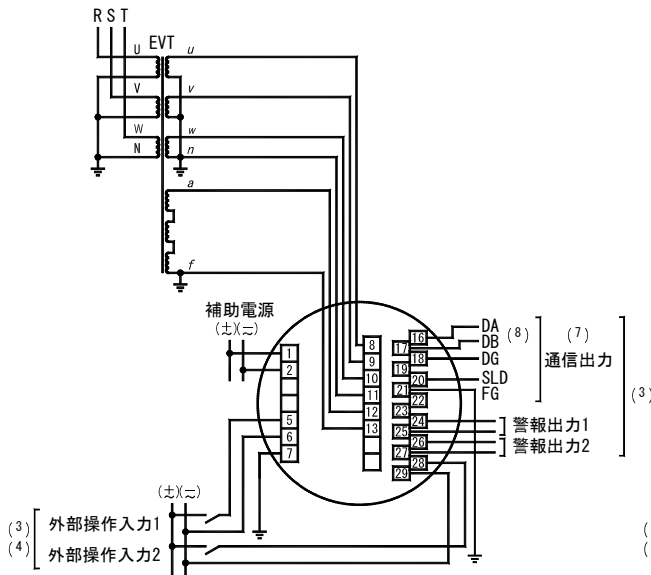 R S T
EVT
U
u
V
v
W
w
N
n
a
f
補助電源
(±)(=)
1
2
5
6
7
8
9
10
11
12
13
16
17
18
19
20
21
22
23
24
25
26
27
28
29
DA
DB
DG
SLD
FG
(8)
(7)
通信出力
(3)
警報出力1
警報出力2
(±)(=)
(3)
(4)
外部操作入力1
外部操作入力2
(
(